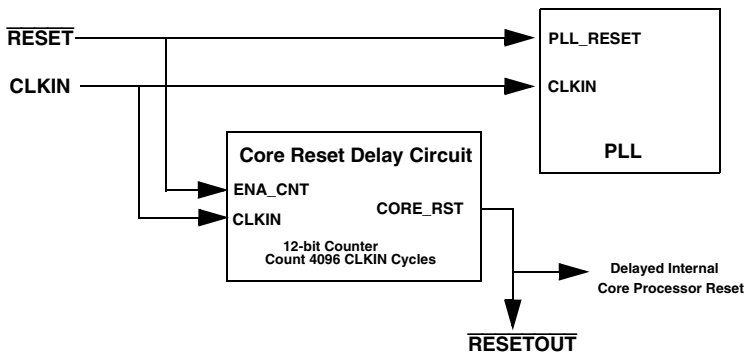 RESET
PLL_RESET
CLKIN
CLKIN
PLL
Core Reset Delay Circuit
ENA_CNT
CORE_RST
CLKIN
12-bit Counter
Count 4096 CLKIN Cycles
Delayed Internal
Core Processor Reset
RESETOUT